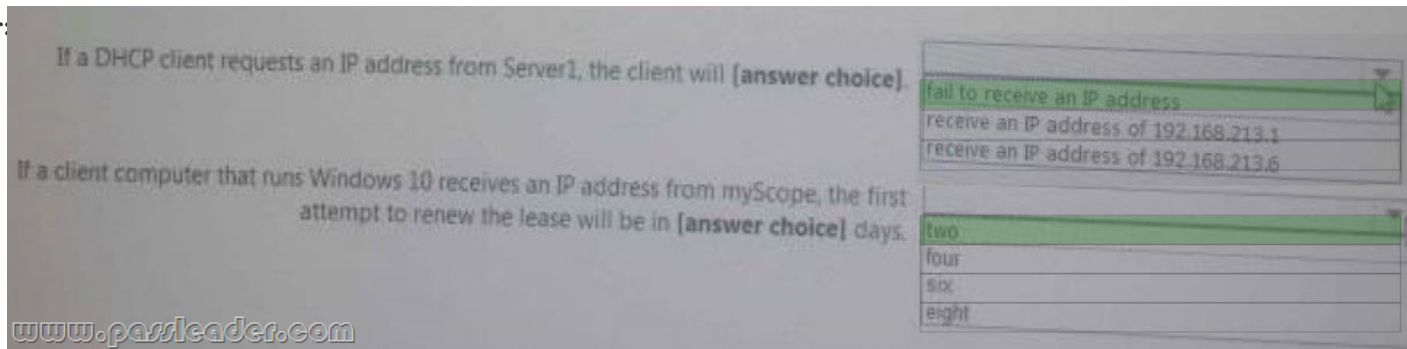 If a DHCP client requests an IP address from Server1, the client will [answer choice].
fail to receive an IP address
receive an IP address of 192.168.213.1
receive an IP address of 192.168.213.6
If a client computer that runs Windows 10 receives an IP address from myScope, the first
attempt to renew the lease will be in [answer choice] days.
two
four
six
eight
www.passleader.com